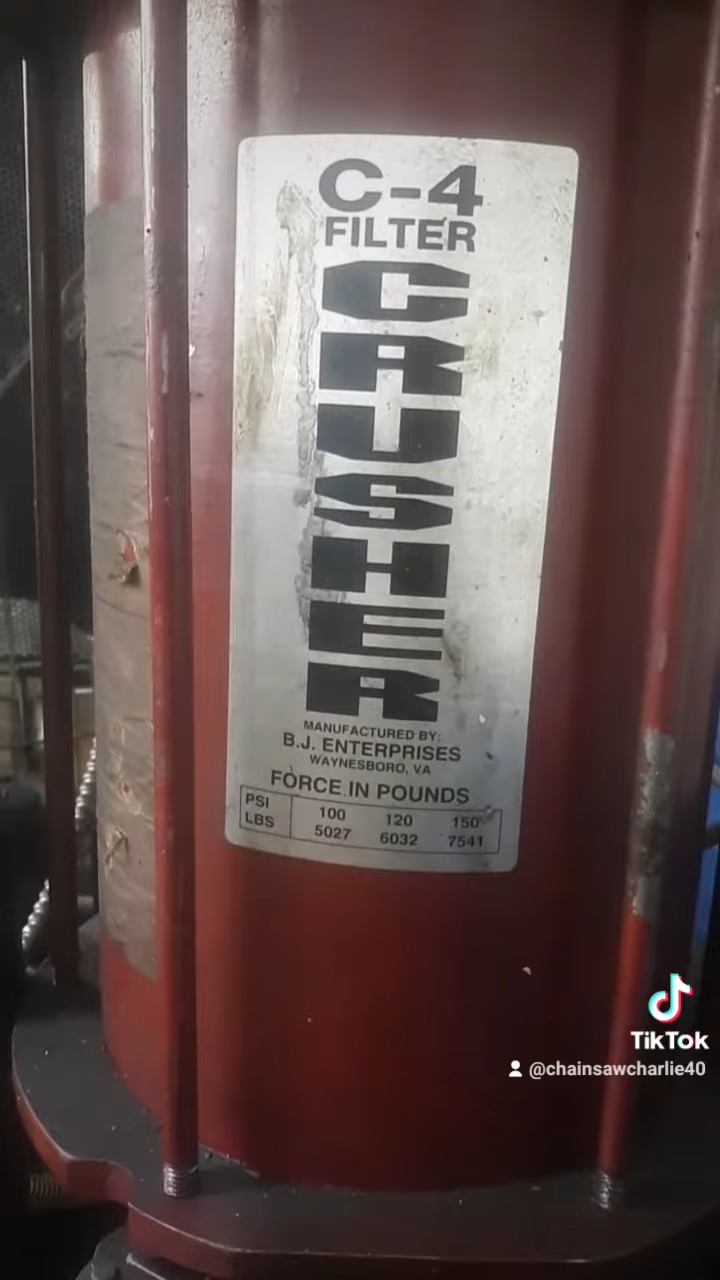 C-4
FILTER
CRUSHER
MANUFACTURED BY:
B.J. ENTERPRISES
WAYNESBORO, VA
FORCE IN POUNDS
PSI 100 120 150
LBS 5027 6032 7541
TikTok
@chainsawcharlie40